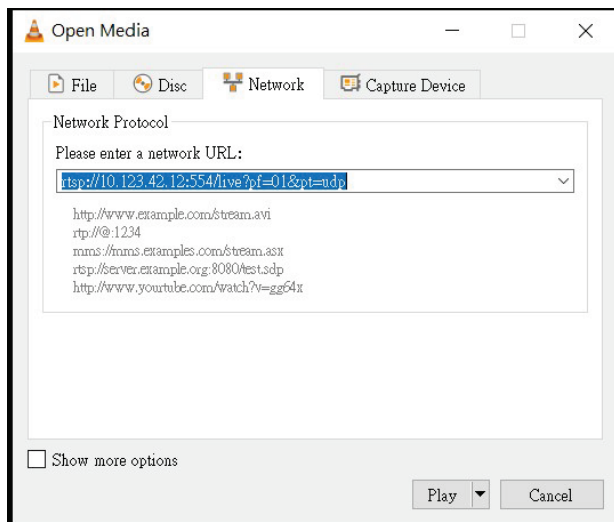 Open Media
File Disc Network Capture Device
Network Protocol
Please enter a network URL:
rtsp://10.123.42.12:554/live?pf=01&pt=udp
http://www.example.com/stream.avi
rtp://@:1234
mms://mms.examples.com/stream.asx
rtsp://server.example.org:8080/test.sdp
http://www.yourtube.com/watch?v=gg64x
Show more options
Play Cancel